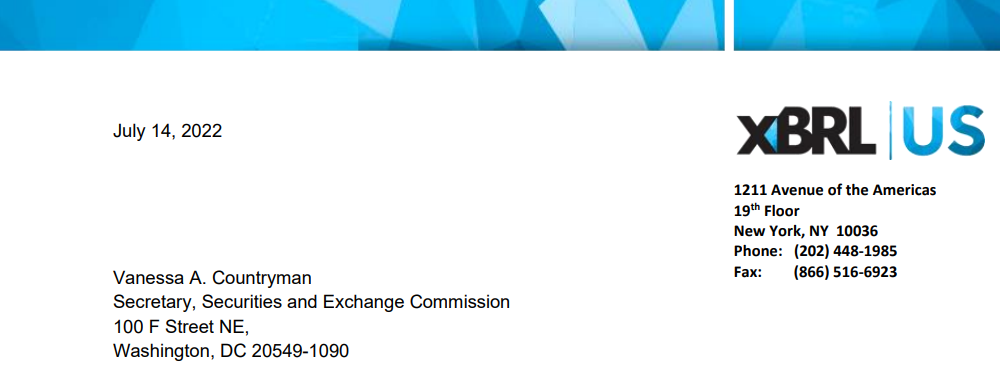 July 14, 2022
xBRL US
1211 Avenue of the Americas
19th Floor
New York, NY 10036
Phone: (202) 448-1985
Fax: (866) 516-6923
Vanessa A. Countryman
Secretary, Securities and Exchange Commission
100 F Street NE,
Washington, DC 20549-1090